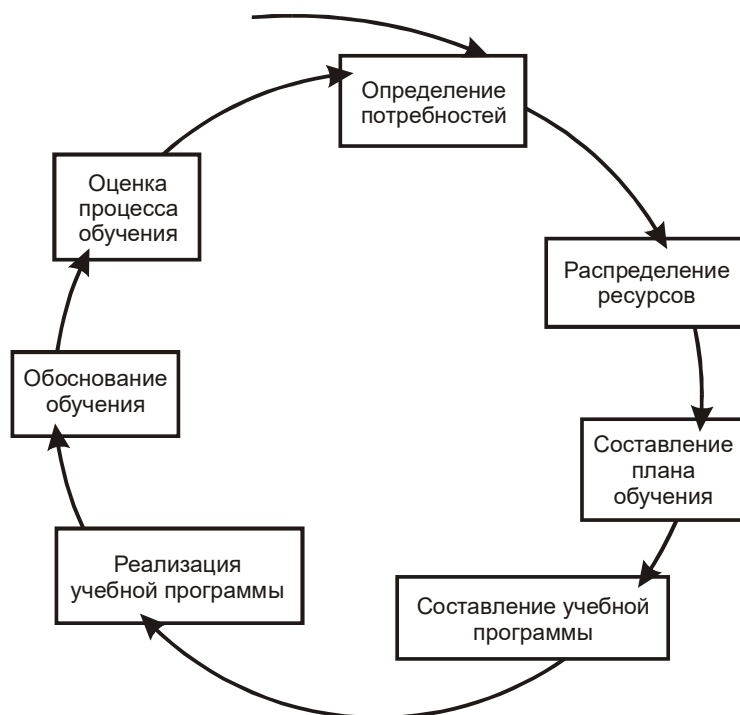 Определение
потребностей
Распределение
ресурсов
Составление
плана
обучения
Составление учебной
программы
Реализация
учебной программы
Обоснование
обучения
Оценка
процесса
обучения